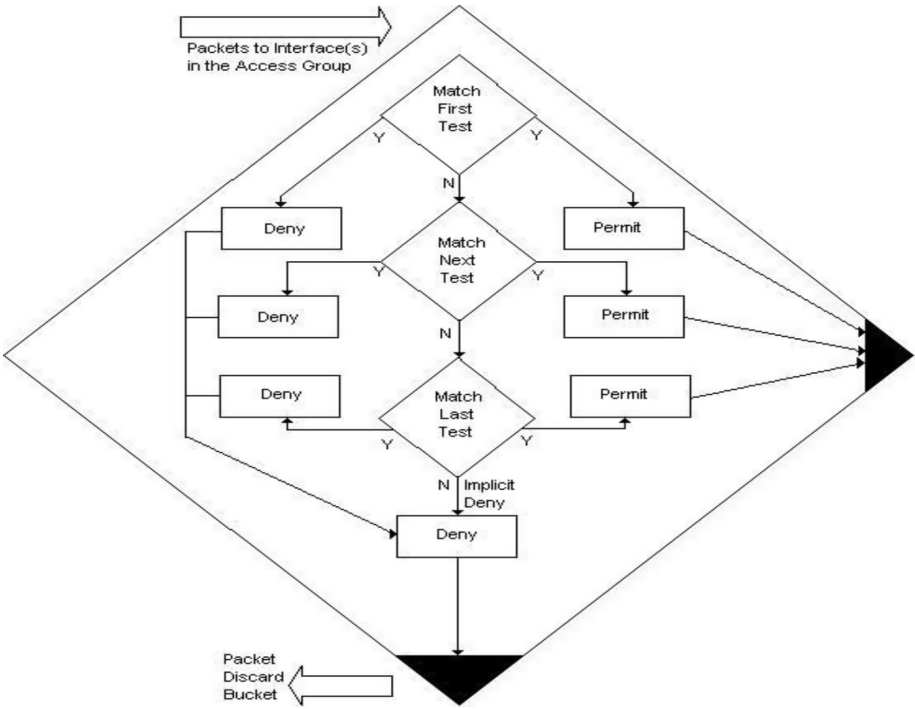 Packets to Interface(s)
in the Access Group
Match
First
Test
Y
Y
N
Deny
Permit
Match
Next
Test
Y
Y
Deny
Permit
N
Deny
Permit
Match
Last
Test
Y
Y
N Implicit
Deny
Deny
Packet
Discard
Bucket